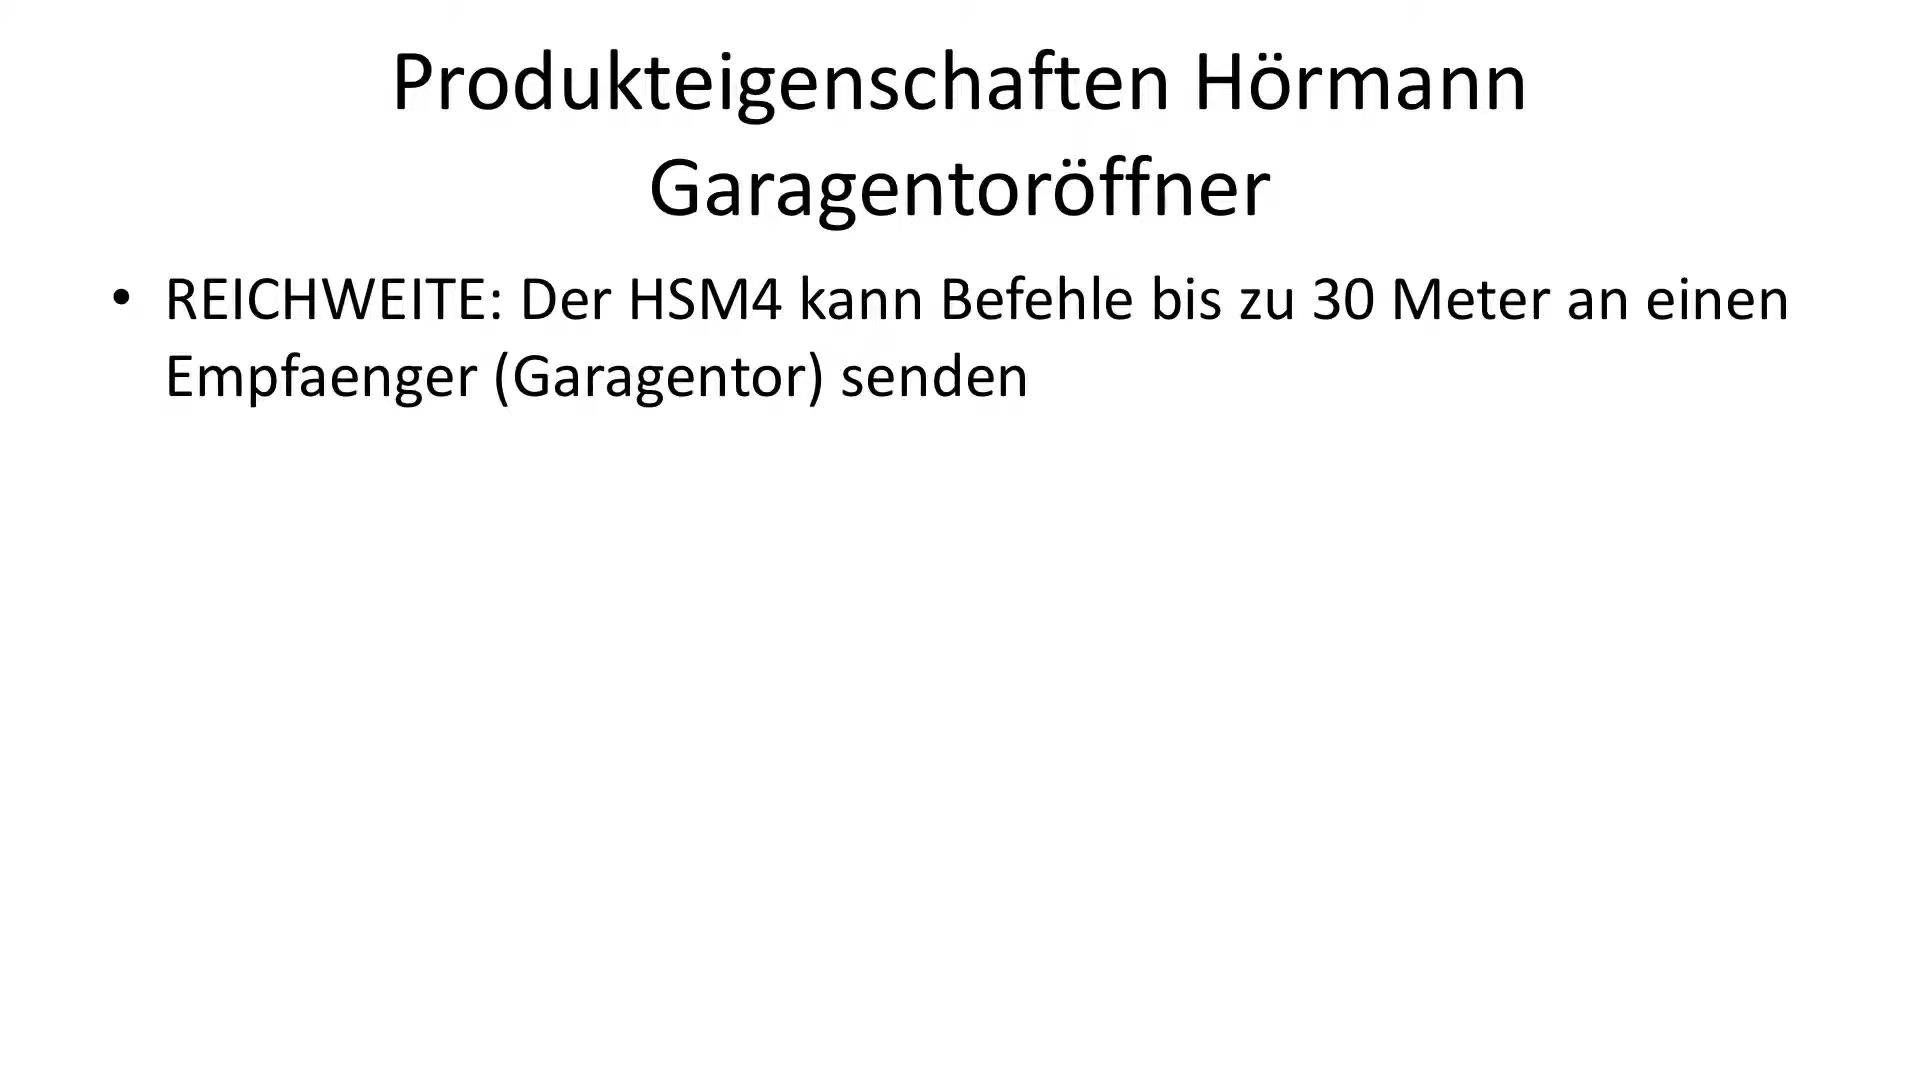 Produkteigenschaften Hörmann
Garagentoröffner
• REICHWEITE: Der HSM4 kann Befehle bis zu 30 Meter an einen
Empfaenger (Garagentor) senden